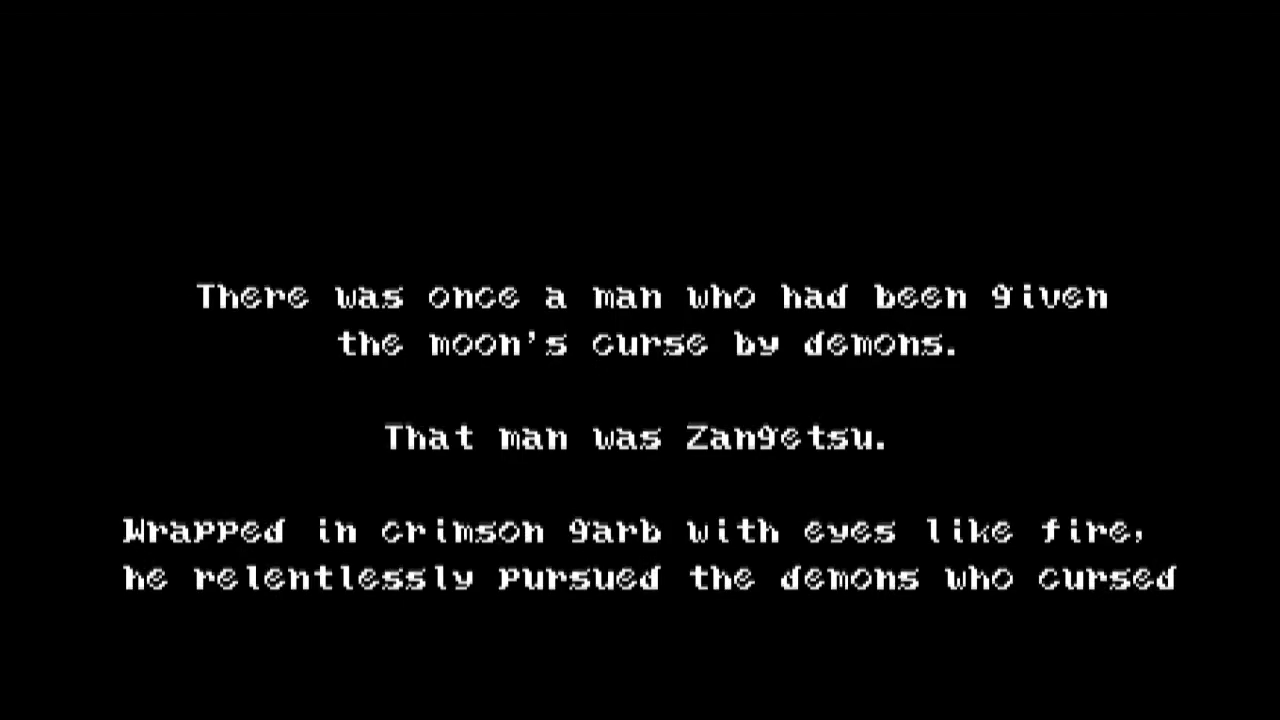 There was once a man who had been given
the moon's curse by demons.
That man was Zangetsu.
Wrapped in crimson garb with eyes like fire,
he relentlessly pursued the demons who cursed